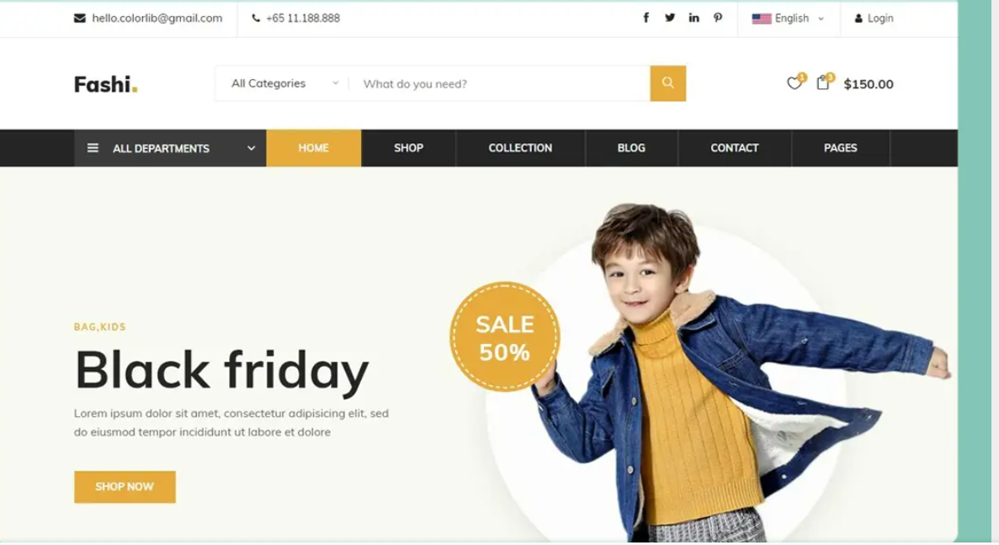 hello.colorlib@gmail.com +65 11.188.888 English Login
Fashi. All Categories What do you need? 1 3 $150.00
ALL DEPARTMENTS HOME SHOP COLLECTION BLOG CONTACT PAGES
SALE
50%
BAG,KIDS
Black friday
Lorem ipsum dolor sit amet, consectetur adipisicing elit, sed
do eiusmod tempor incididunt ut labore et dolore
SHOP NOW